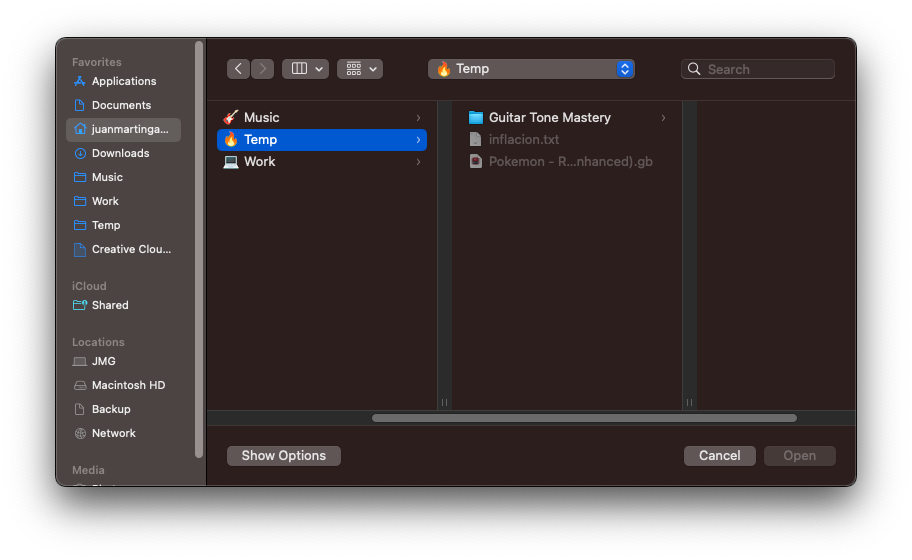 Favorites
Applications
Documents
juanmartinga...
Downloads
Music
Work
Temp
Creative Clou...
iCloud
Shared
Locations
JMG
Macintosh HD
Backup
Network
Media
Temp
Search
Music
Temp
Work
Guitar Tone Mastery
inflacion.txt
Pokemon - R...nhanced).gb
Show Options
Cancel
Open